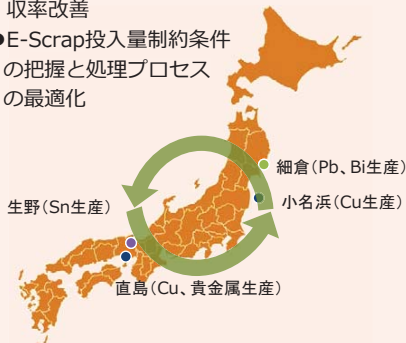 収率改善
●E-Scrap投入量制約条件
の把握と処理プロセス
の最適化
細倉（Pb、Bi生産）
小名浜（Cu生産）
生野（Sn生産）
直島（Cu、貴金属生産）